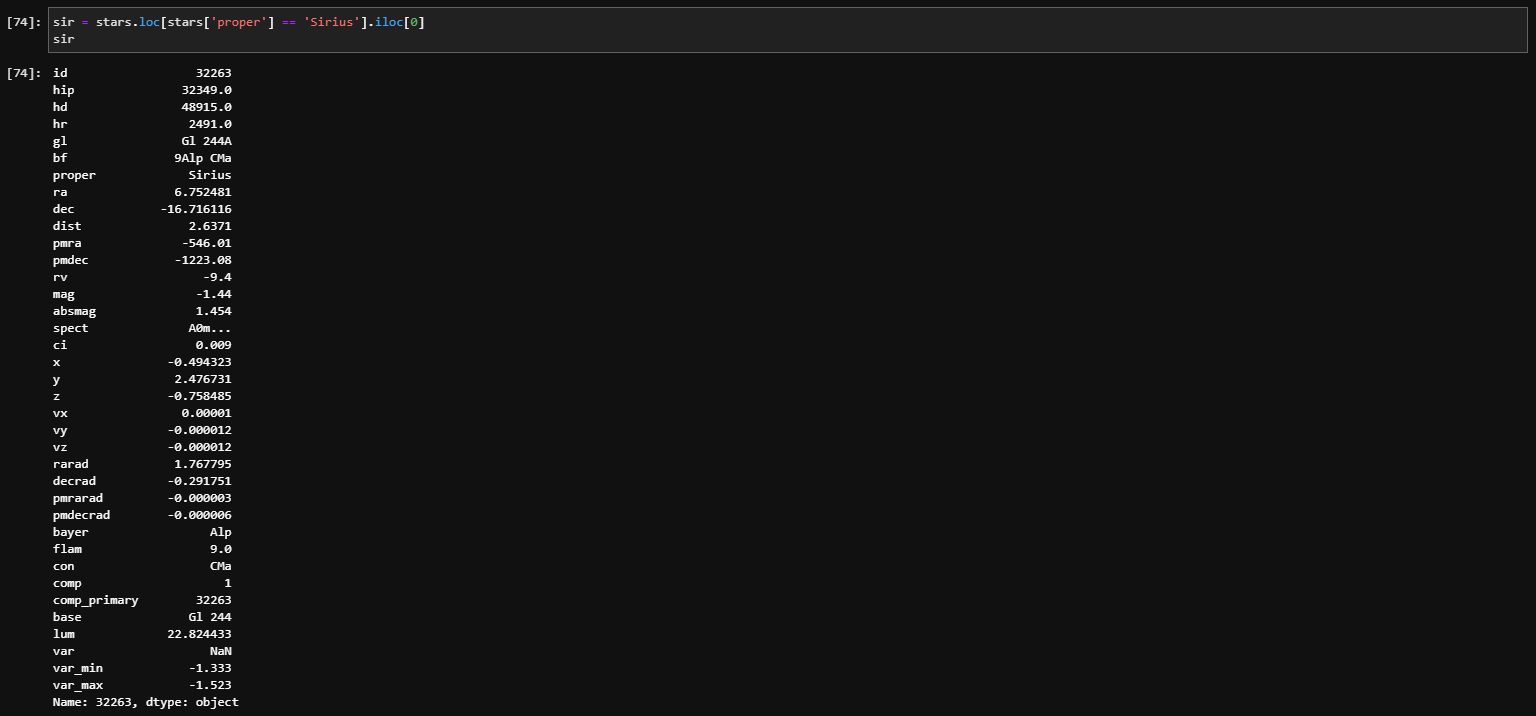 [74]: sir = stars.loc[stars['proper'] == 'Sirius'].iloc[0]
sir
[74]: id 32263
hip 32349.0
hd 48915.0
hr 2491.0
gl Gl 244A
bf 9Alp CMa
proper Sirius
ra 6.752481
dec -16.716116
dist 2.6371
pmra -546.01
pmdec -1223.08
rv -9.4
mag -1.44
absmag 1.454
spect A0m...
ci 0.009
x -0.494323
y 2.476731
z -0.758485
vx 0.00001
vy -0.000012
vz -0.000012
rarad 1.767795
decrad -0.291751
pmrarad -0.000003
pmdecrad -0.000006
bayer Alp
flam 9.0
con CMa
comp 1
comp_primary 32263
base Gl 244
lum 22.824433
var NaN
var_min -1.333
var_max -1.523
Name: 32263, dtype: object